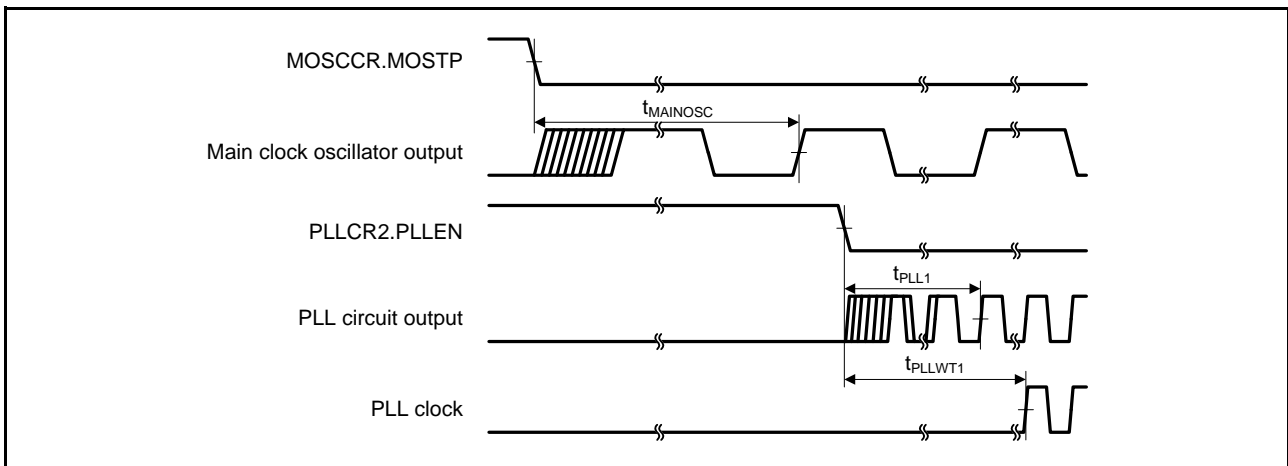 MOSCCR.MOSTP
tMAINOSC
Main clock oscillator output
PLLCR2.PLLEN
tPLL1
PLL circuit output
tPLLWT1
PLL clock